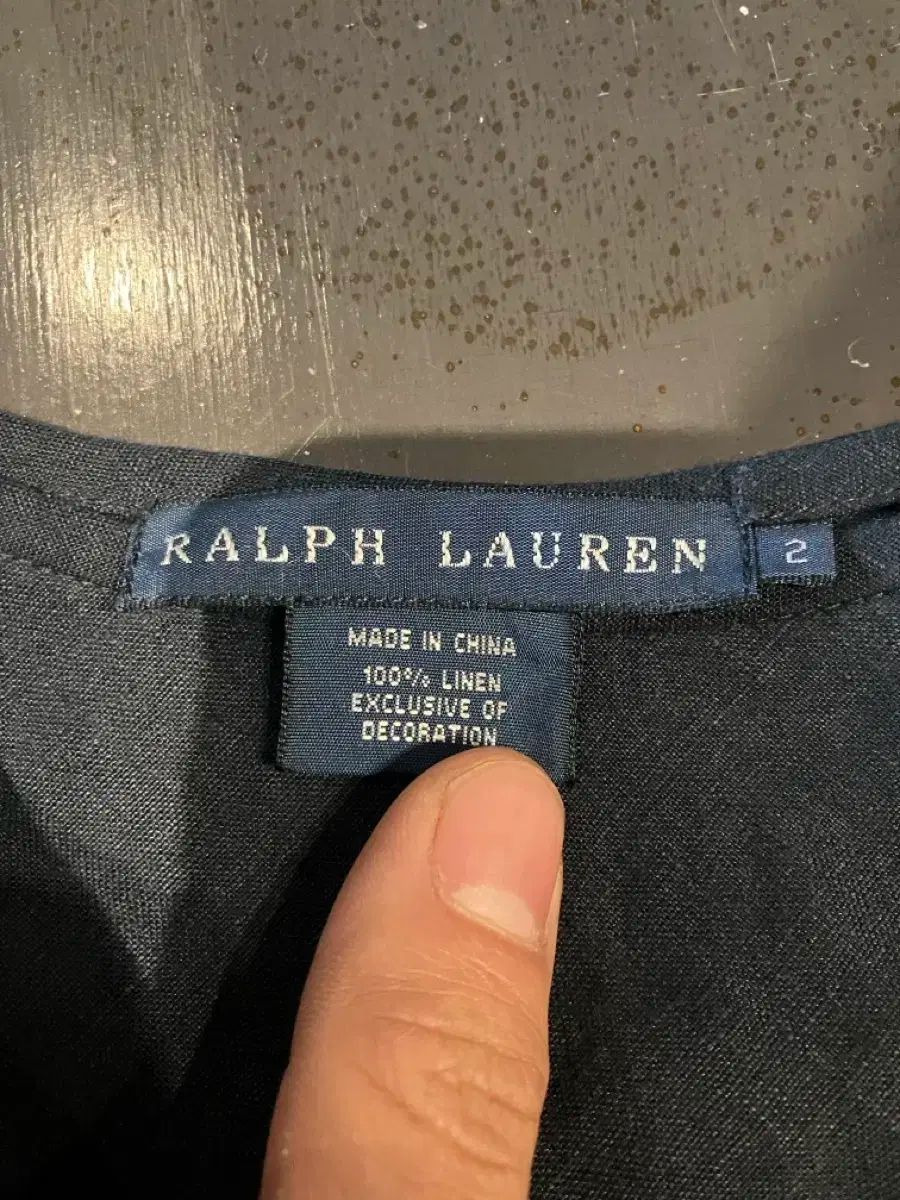 RALPH LAUREN
2
MADE IN CHINA
100% LINEN
EXCLUSIVE OF
DECORATION